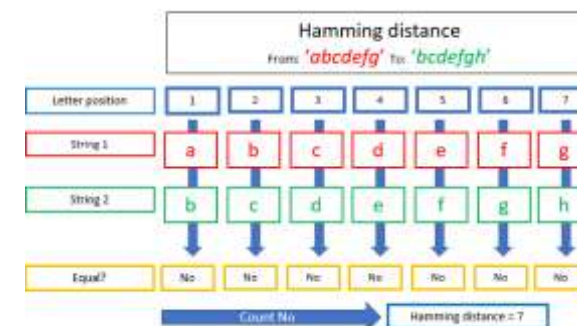 Hamming distance
From: 'abcdefg' To: 'bcdefgh'
Letter position 1 2 3 4 5 6 7
String 1 a b c d e f g
String 2 b c d e f g h
Equal? No No No No No No No
Count No Hamming distance = 7